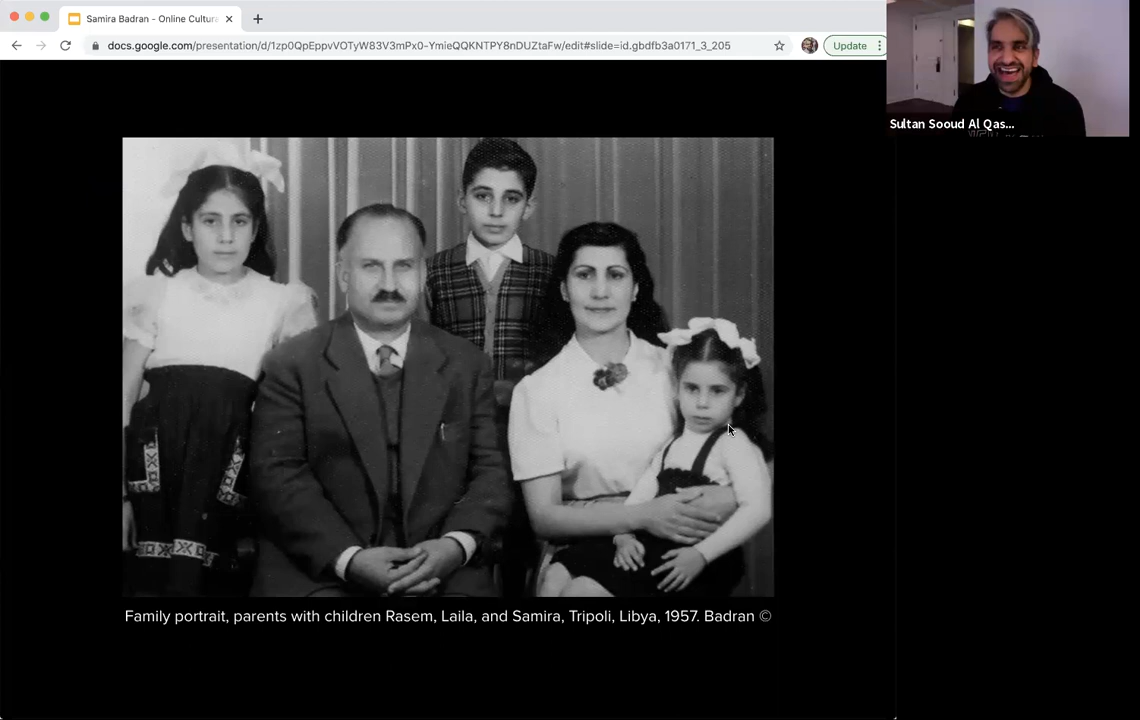 Samira Badran - Online Cultura
docs.google.com/presentation/d/1zp0QpEppvVOTyW83V3mPx0-YmieQQKNTPY8nDUZtaFw/edit#slide=id.gbdfb3a0171_3_205
Update
Sultan Sooud Al Qas...
Family portrait, parents with children Rasem, Laila, and Samira, Tripoli, Libya, 1957. Badran ©